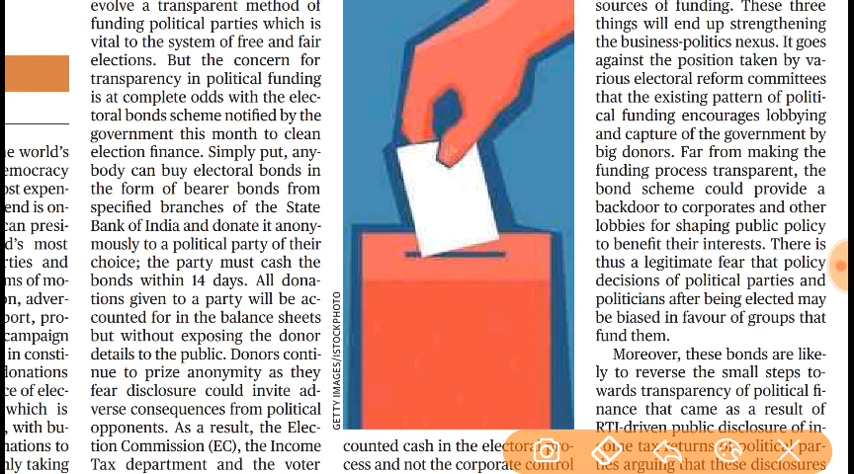 world's
is on-
most
and
of mo-
adver-
pro-
campaign
in consti-
of elec-
which is
with bu-
to
taking
evolve a transparent method of
funding political parties which is
vital to the system of free and fair
elections. But the concern for
transparency in political funding
is at complete odds with the elec-
toral bonds scheme notified by the
government this month to clean
election finance. Simply put, any-
body can buy electoral bonds in
the form of bearer bonds from
specified branches of the State
Bank of India and donate it anony-
mously to a political party of their
choice; the party must cash the
bonds within 14 days. All dona-
tions given to a party will be ac-
counted for in the balance sheets
but without exposing the donor
details to the public. Donors conti-
nue to prize anonymity as they
fear disclosure could invite ad-
verse consequences from political
opponents. As a result, the Elec-
tion Commission (EC), the Income
Tax department and the voter
GETTY IMAGES/ISTOCKPHOTO
counted cash in the electoral pro-
cess and not the corporate control
sources of funding. These three
things will end up strengthening
the business-politics nexus. It goes
against the position taken by va-
rious electoral reform committees
that the existing pattern of politi-
cal funding encourages lobbying
and capture of the government by
big donors. Far from making the
funding process transparent, the
bond scheme could provide a
backdoor to corporates and other
lobbies for shaping public policy
to benefit their interests. There is
thus a legitimate fear that policy
decisions of political parties and
politicians after being elected may
be biased in favour of groups that
fund them.
Moreover, these bonds are like-
ly to reverse the small steps to-
wards transparency of political fi-
nance that came as a result of
RTI-driven public disclosure of in-
come tax returns of political par-
ties arguing that these disclosures